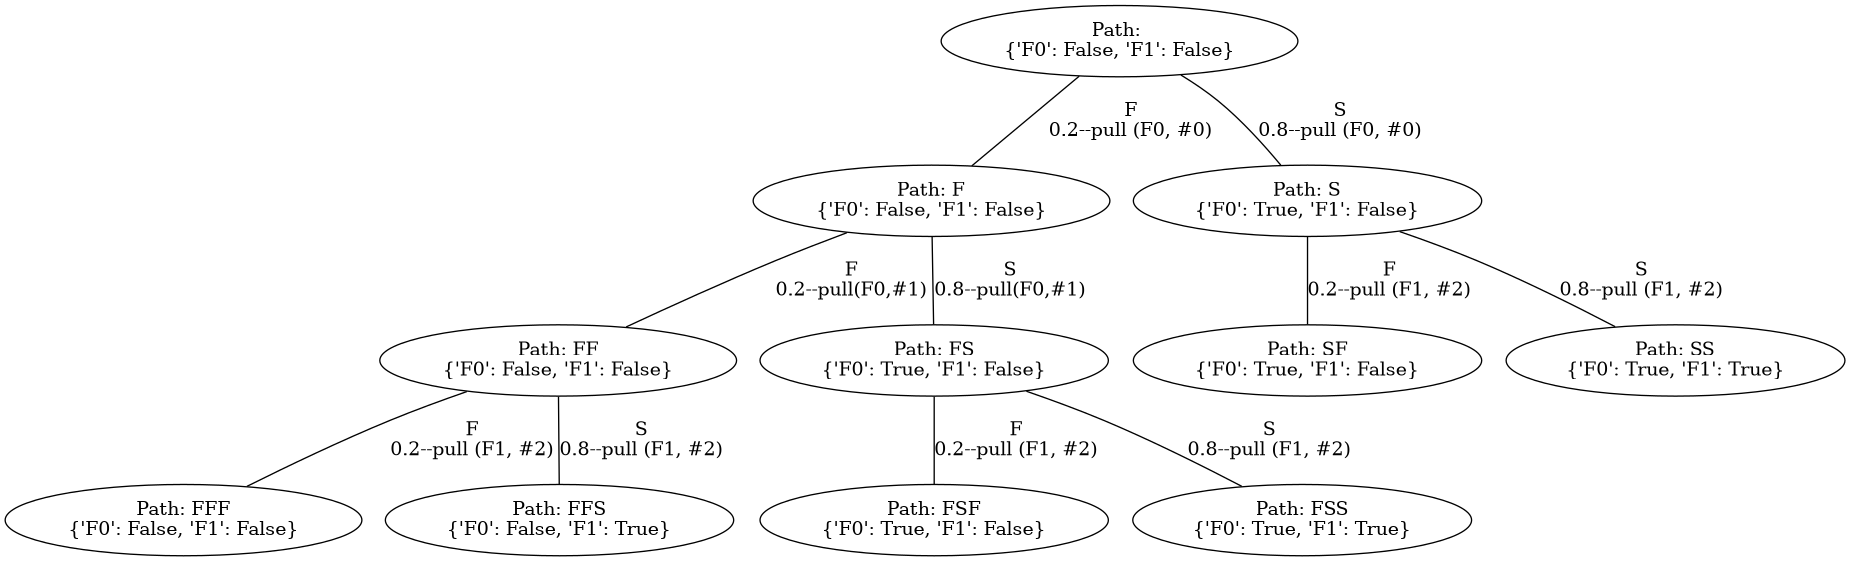 Path:
{'F0': False, 'F1': False}
F
0.2--pull (F0, #0)
S
0.8--pull (F0, #0)
Path: F
{'F0': False, 'F1': False}
Path: S
{'F0': True, 'F1': False}
F
0.2--pull(F0,#1)
S
0.8--pull(F0,#1)
F
0.2--pull (F1, #2)
S
0.8--pull (F1, #2)
Path: FF
{'F0': False, 'F1': False}
Path: FS
{'F0': True, 'F1': False}
Path: SF
{'F0': True, 'F1': False}
Path: SS
{'F0': True, 'F1': True}
F
0.2--pull (F1, #2)
S
0.8--pull (F1, #2)
F
0.2--pull (F1, #2)
S
0.8--pull (F1, #2)
Path: FFF
{'F0': False, 'F1': False}
Path: FFS
{'F0': False, 'F1': True}
Path: FSF
{'F0': True, 'F1': False}
Path: FSS
{'F0': True, 'F1': True}